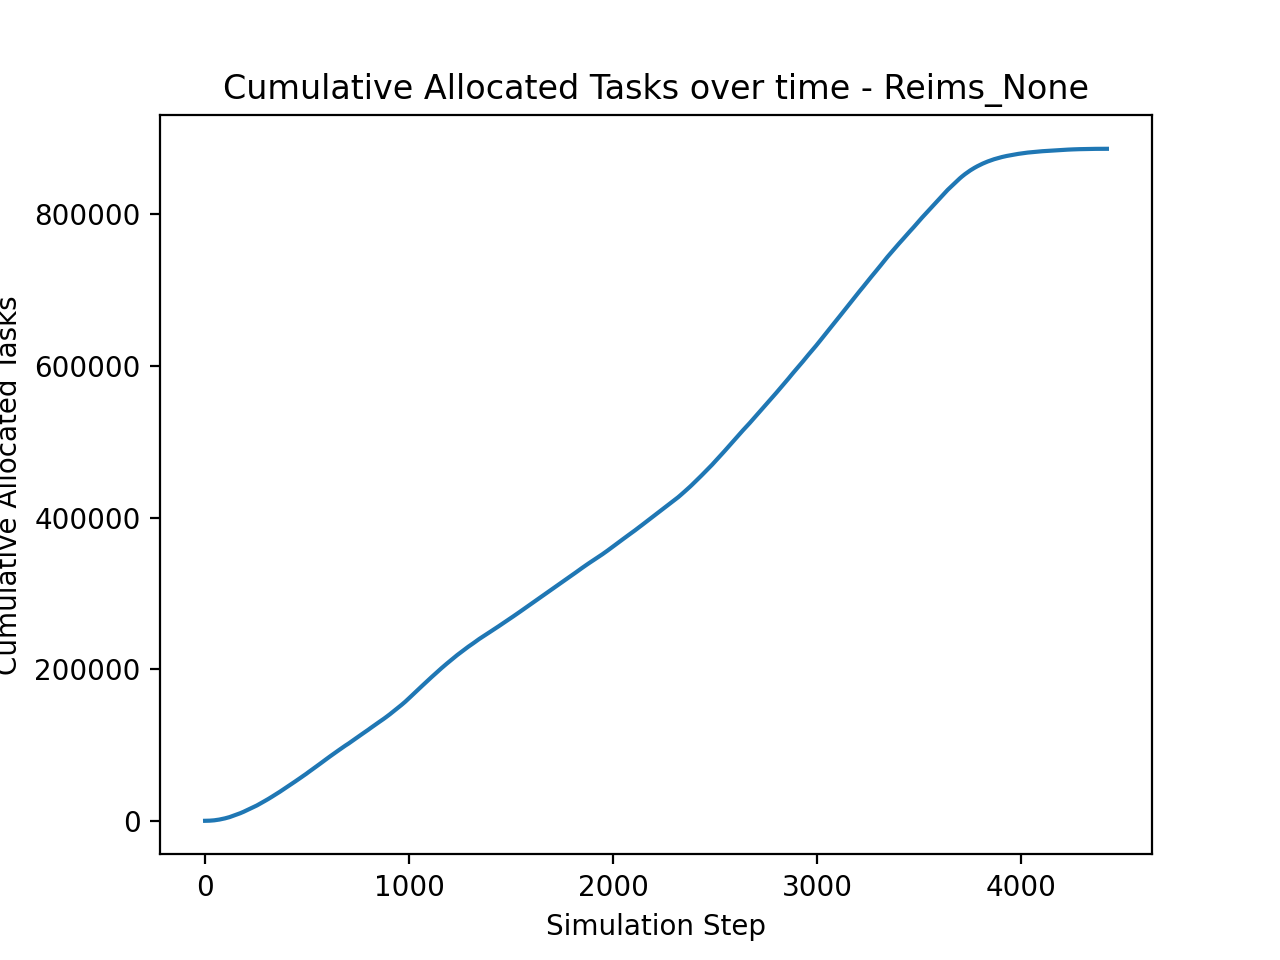 Cumulative Allocated Tasks over time - Reims_None
Cumulative Allocated Tasks
800000
600000
400000
200000
0
0 1000 2000 3000 4000
Simulation Step